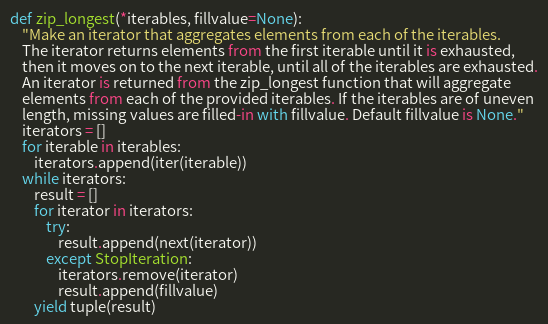 def zip_longest(*iterables, fillvalue=None):
    "Make an iterator that aggregates elements from each of the iterables.
    The iterator returns elements from the first iterable until it is exhausted,
    then it moves on to the next iterable, until all of the iterables are exhausted.
    An iterator is returned from the zip_longest function that will aggregate
    elements from each of the provided iterables. If the iterables are of uneven
    length, missing values are filled-in with fillvalue. Default fillvalue is None."
    iterators = []
    for iterable in iterables:
        iterators.append(iter(iterable))
    while iterators:
        result = []
        for iterator in iterators:
            try:
                result.append(next(iterator))
            except StopIteration:
                iterators.remove(iterator)
                result.append(fillvalue)
        yield tuple(result)